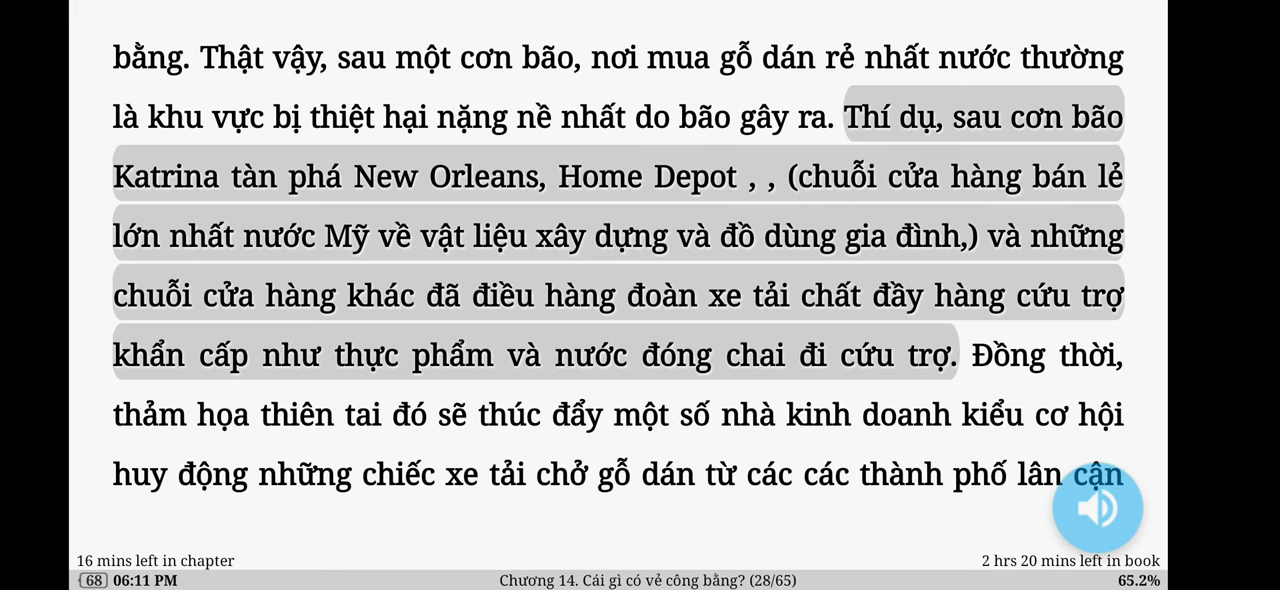 bằng. Thật vậy, sau một cơn bão, nơi mua gỗ dán rẻ nhất nước thường
là khu vực bị thiệt hại nặng nề nhất do bão gây ra. Thí dụ, sau cơn bão
Katrina tàn phá New Orleans, Home Depot , , (chuỗi cửa hàng bán lẻ
lớn nhất nước Mỹ về vật liệu xây dựng và đồ dùng gia đình,) và những
chuỗi cửa hàng khác đã điều hàng đoàn xe tải chất đầy hàng cứu trợ
khẩn cấp như thực phẩm và nước đóng chai đi cứu trợ. Đồng thời,
thảm họa thiên tai đó sẽ thúc đẩy một số nhà kinh doanh kiểu cơ hội
huy động những chiếc xe tải chở gỗ dán từ các các thành phố lân cận
16 mins left in chapter 2 hrs 20 mins left in book
68 06:11 PM Chương 14. Cái gì có vẻ công bằng? (28/65) 65.2%